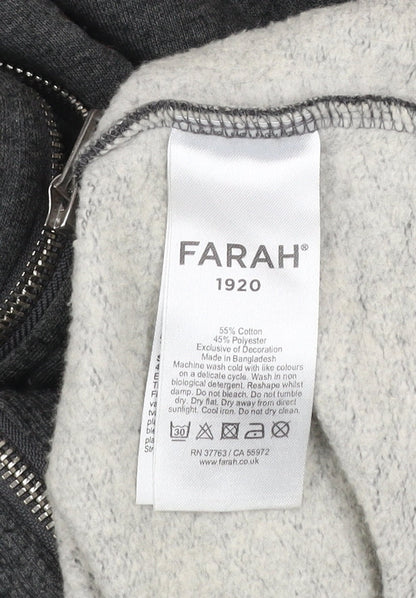 FARAH®
1920
55% Cotton
45% Polyester
Exclusive of Decoration
Made in Bangladesh
Machine wash cold with like colours
on a delicate cycle. Wash in non
biological detergent. Reshape whilst
damp. Do not bleach. Do not tumble
dry. Dry flat. Dry away from direct
sunlight. Cool iron. Do not dry clean.
30
RN 37763 / CA 55972
www.farah.co.uk